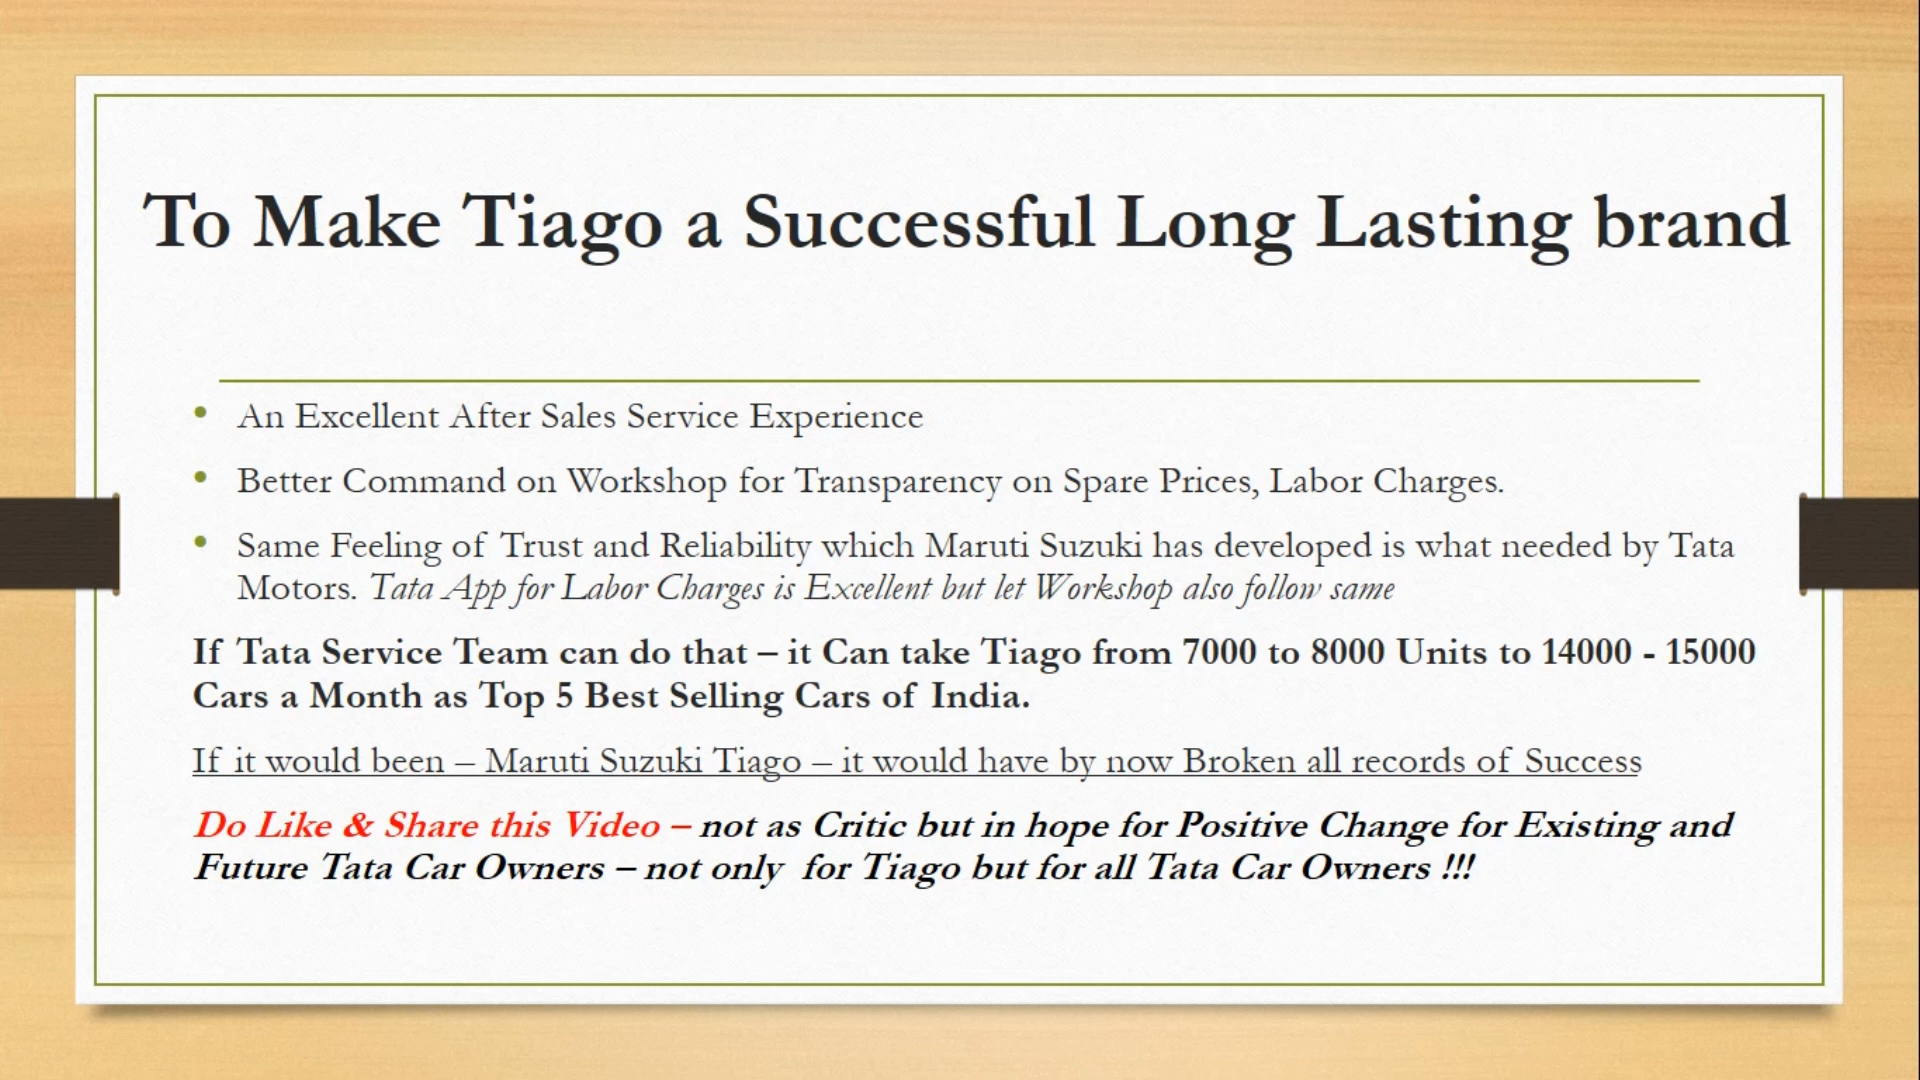 To Make Tiago a Successful Long Lasting brand
• An Excellent After Sales Service Experience
• Better Command on Workshop for Transparency on Spare Prices, Labor Charges.
• Same Feeling of Trust and Reliability which Maruti Suzuki has developed is what needed by Tata
Motors. Tata App for Labor Charges is Excellent but let Workshop also follow same
If Tata Service Team can do that – it Can take Tiago from 7000 to 8000 Units to 14000 - 15000
Cars a Month as Top 5 Best Selling Cars of India.
If it would been – Maruti Suzuki Tiago – it would have by now Broken all records of Success
Do Like & Share this Video – not as Critic but in hope for Positive Change for Existing and
Future Tata Car Owners – not only for Tiago but for all Tata Car Owners !!!